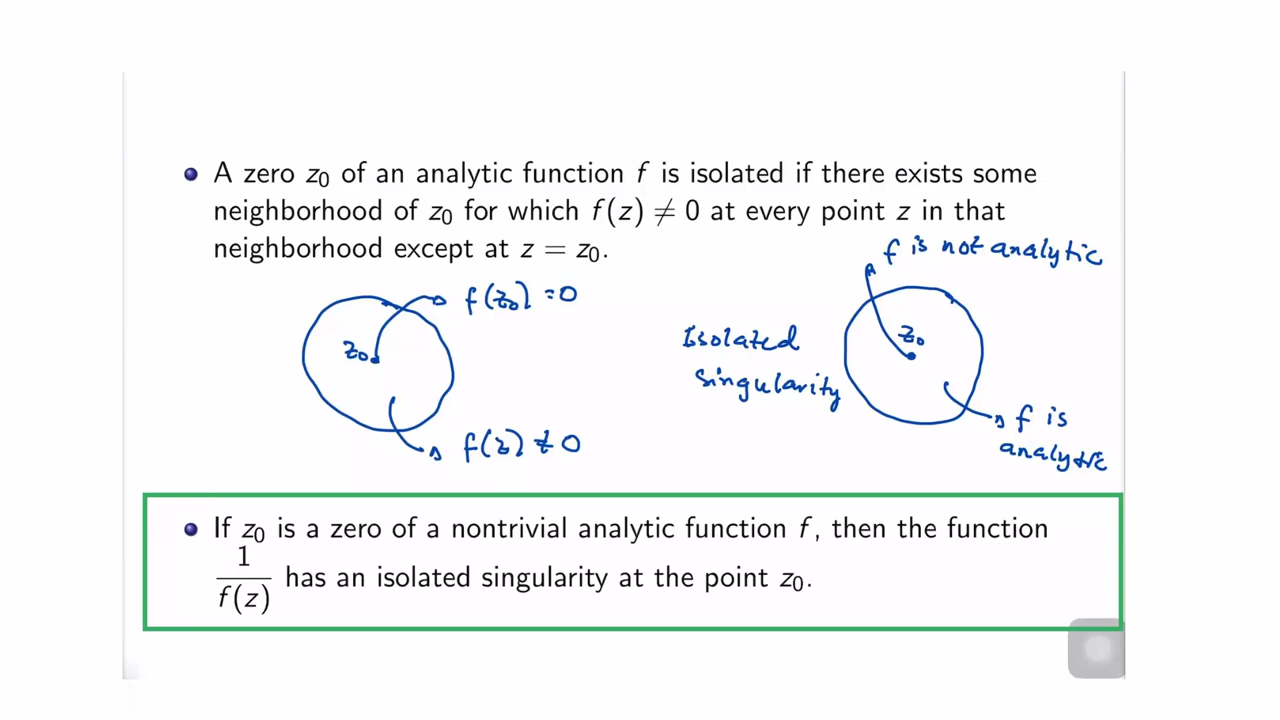 • A zero z₀ of an analytic function f is isolated if there exists some
neighborhood of z₀ for which f(z) ≠ 0 at every point z in that
neighborhood except at z = z₀.
f is not analytic
f(z₀) = 0
z₀
z₀
Isolated
singularity
f is
analytic
f(z) ≠ 0
• If z₀ is a zero of a nontrivial analytic function f, then the function
1/f(z) has an isolated singularity at the point z₀.